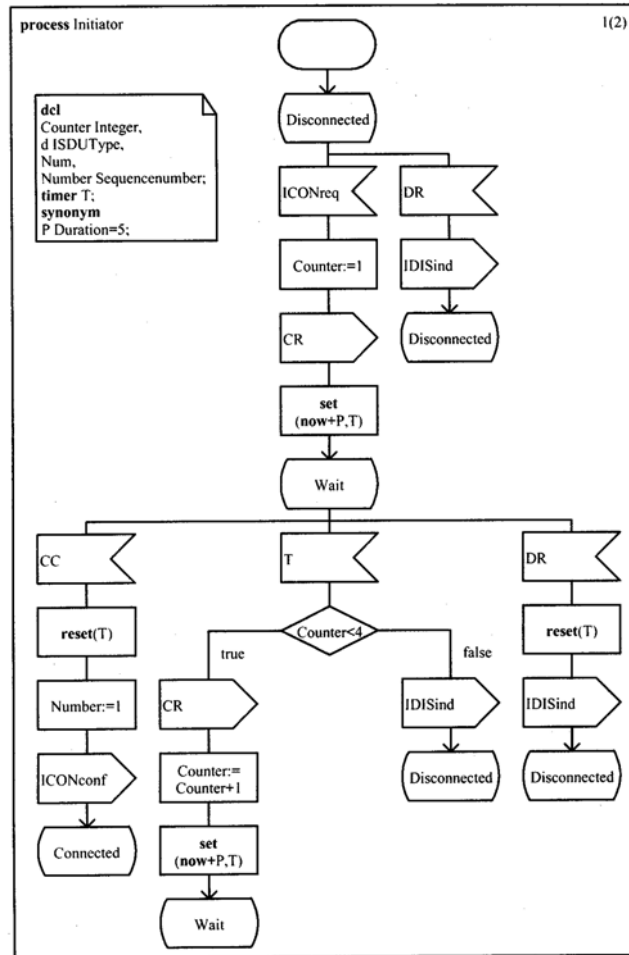 process Initiator
1(2)
dcl
Counter Integer,
d ISDUType,
Num,
Number Sequencenumber;
timer T;
synonym
P Duration=5;
Disconnected
ICONreq
DR
Counter:=1
IDISind
CR
Disconnected
set
(now+P,T)
Wait
CC
T
DR
reset(T)
Counter<4
reset(T)
true
false
Number:=1
CR
IDISind
IDISind
ICONconf
Counter:=
Counter+1
Disconnected
Disconnected
Connected
set
(now+P,T)
Wait